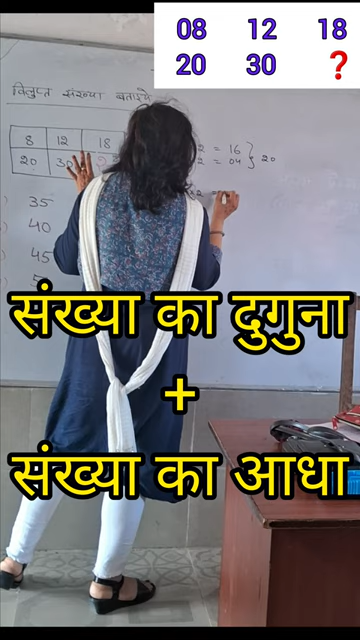 08 12 18
20 30 ?
विलुप्त संख्या बताइये
8 12 18
20 30
2 = 16
2 = 04 } 20
35
40
45
संख्या का दुगुना
+
संख्या का आधा